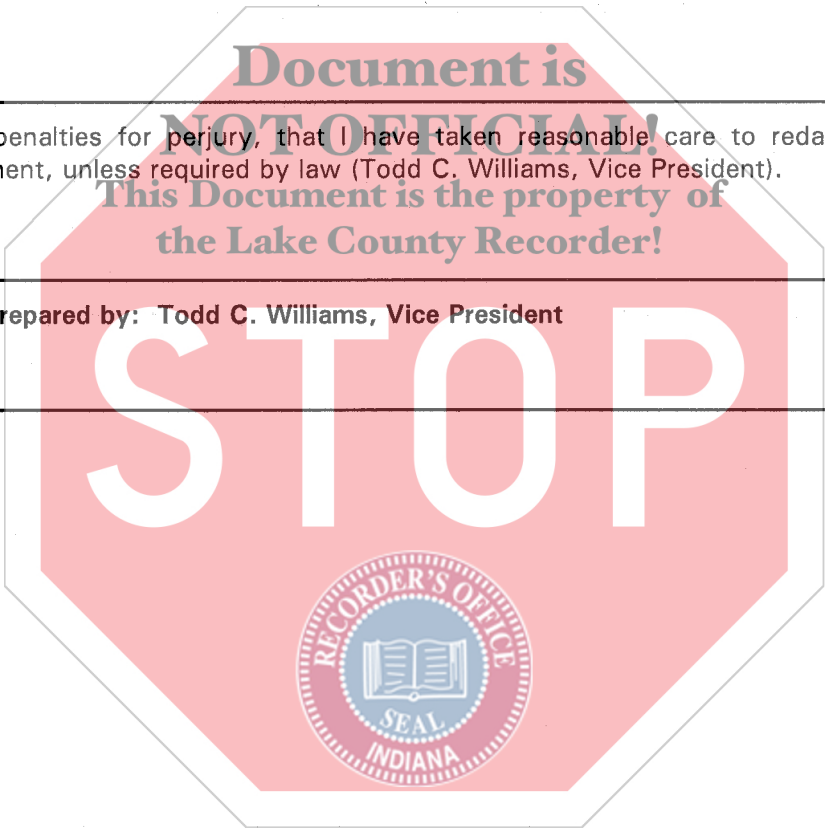 Document is
NOT OFFICIAL!
This Document is the property of
the Lake County Recorder!
penalties for perjury, that I have taken reasonable care to reda
ent, unless required by law (Todd C. Williams, Vice President).
repared by: Todd C. Williams, Vice President
STOP
RECORDER'S OFFICE
SEAL
INDIANA